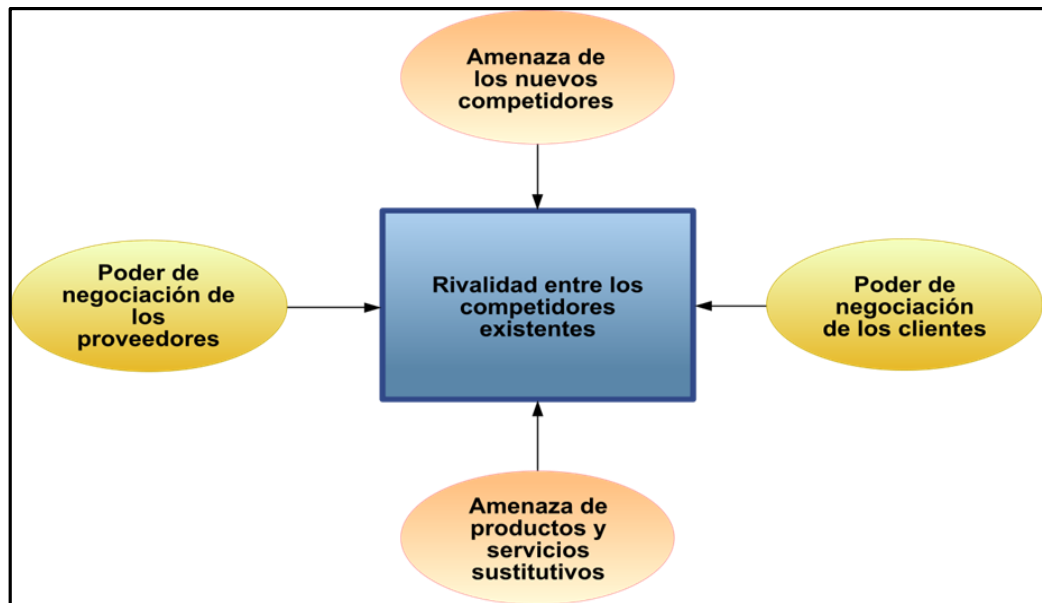 Amenaza de
los nuevos
competidores
Poder de
negociación de
los
proveedores
Rivalidad entre los
competidores
existentes
Poder de
negociación
de los clientes
Amenaza de
productos y
servicios
sustitutivos